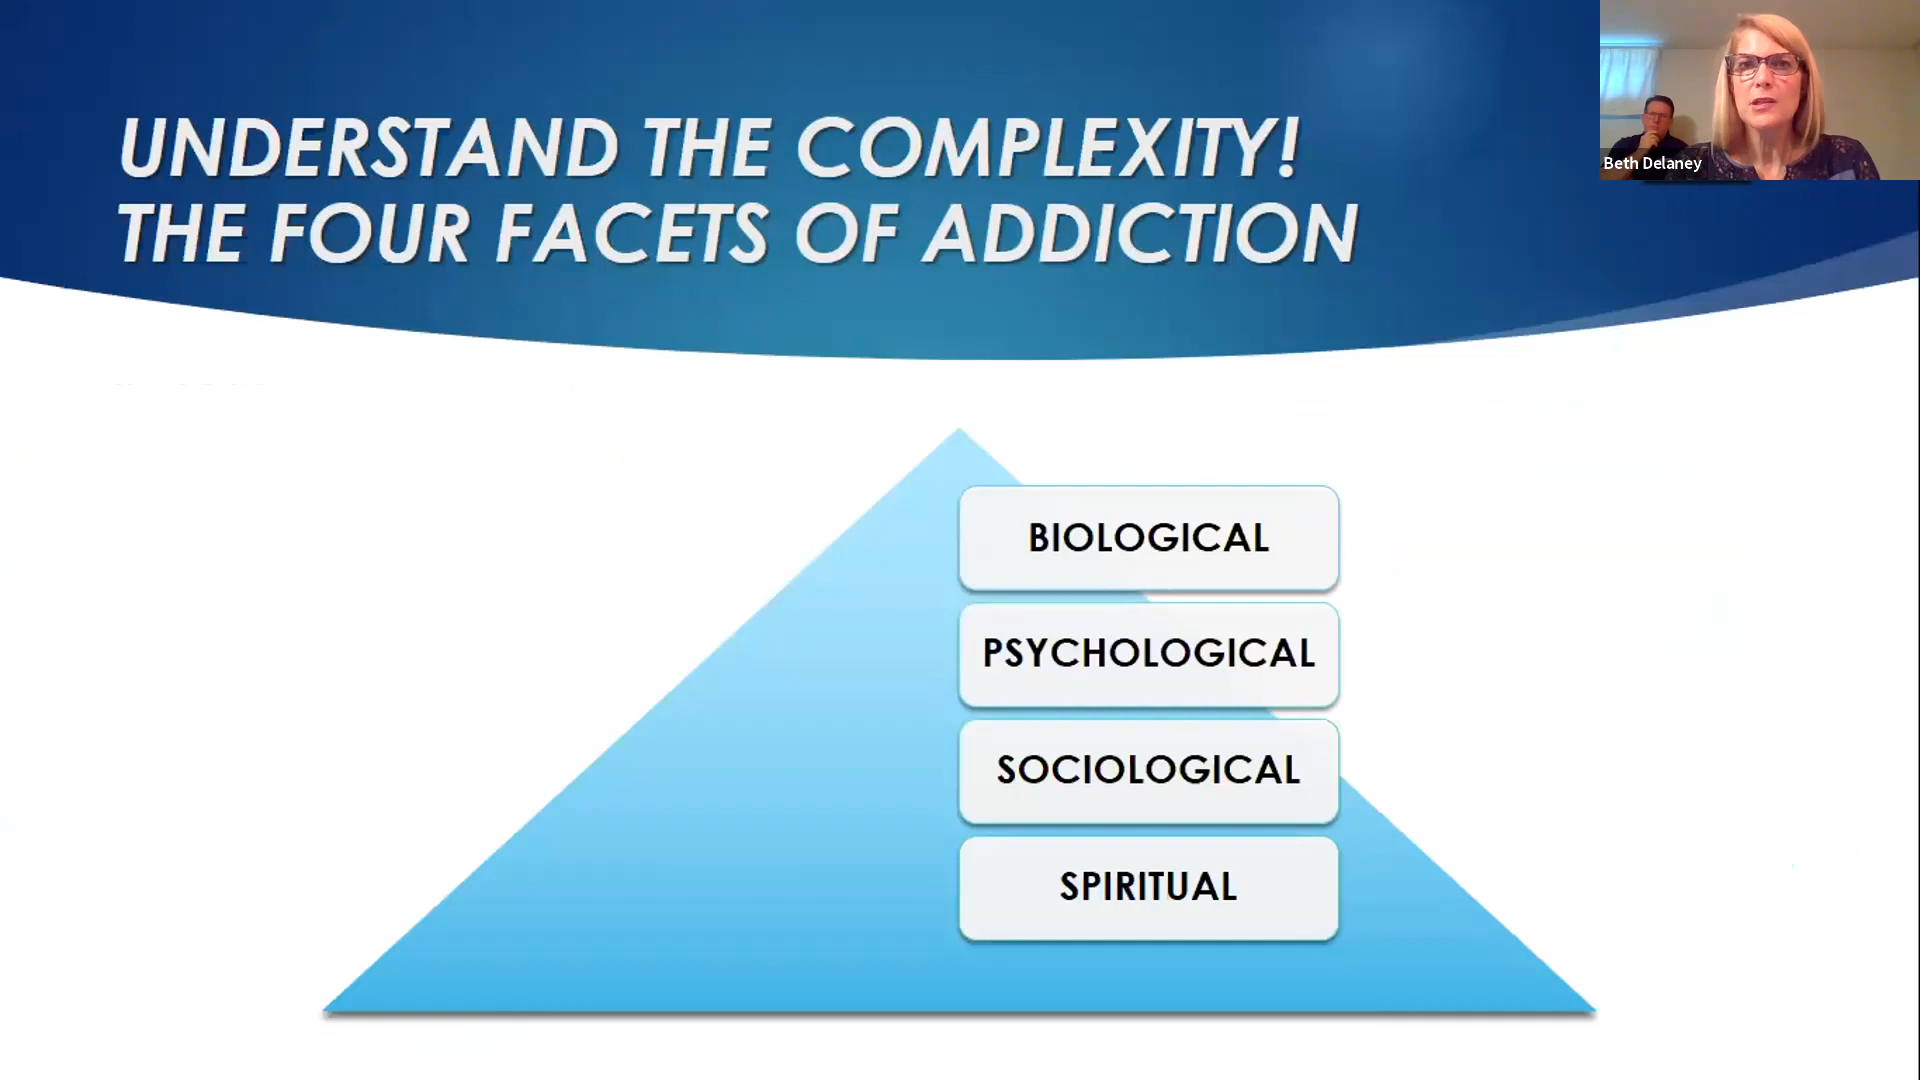 UNDERSTAND THE COMPLEXITY!
THE FOUR FACETS OF ADDICTION
Beth Delaney
BIOLOGICAL
PSYCHOLOGICAL
SOCIOLOGICAL
SPIRITUAL